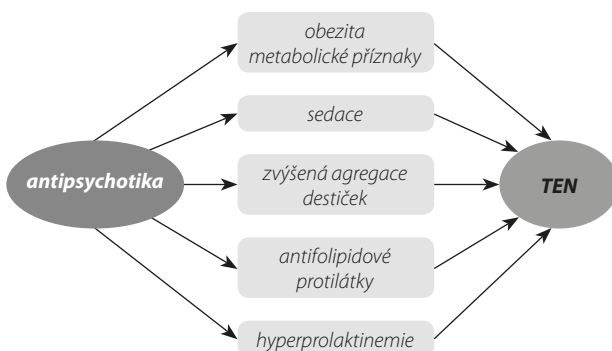 obezita
metabolické příznaky
sedace
antipsychotika
zvýšená agregace
destiček
TEN
antifolipidové
protilátky
hyperprolaktinemie